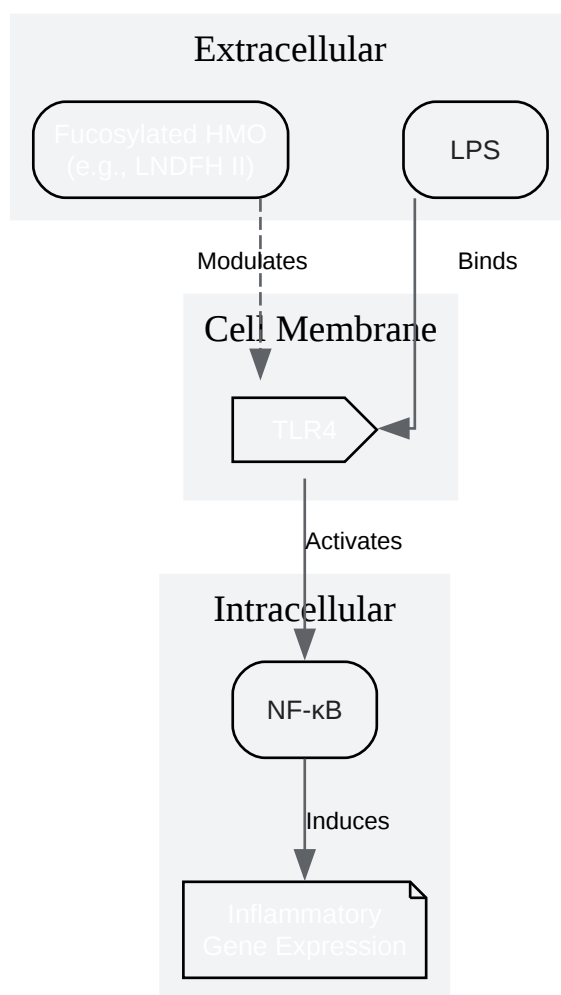 Extracellular
Fucosylated HMO
(e.g., LNDFH II)
LPS
Modulates
Binds
Cell Membrane
TLR4
Activates
Intracellular
NF-κB
Induces
Inflammatory
Gene Expression